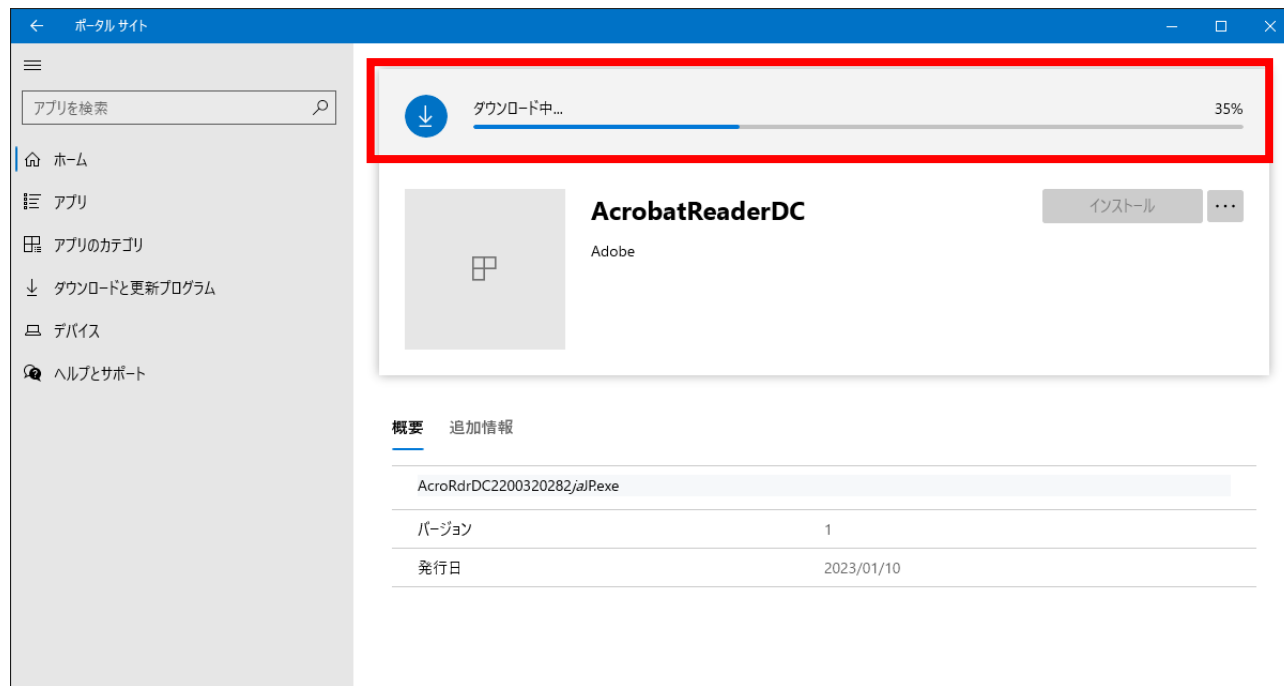 ポータル サイト
アプリを検索
ホーム
アプリ
アプリのカテゴリ
ダウンロードと更新プログラム
デバイス
ヘルプとサポート
ダウンロード中...
35%
AcrobatReaderDC
インストール
Adobe
概要 追加情報
AcroRdrDC2200320282jaJP.exe
バージョン 1
発行日 2023/01/10